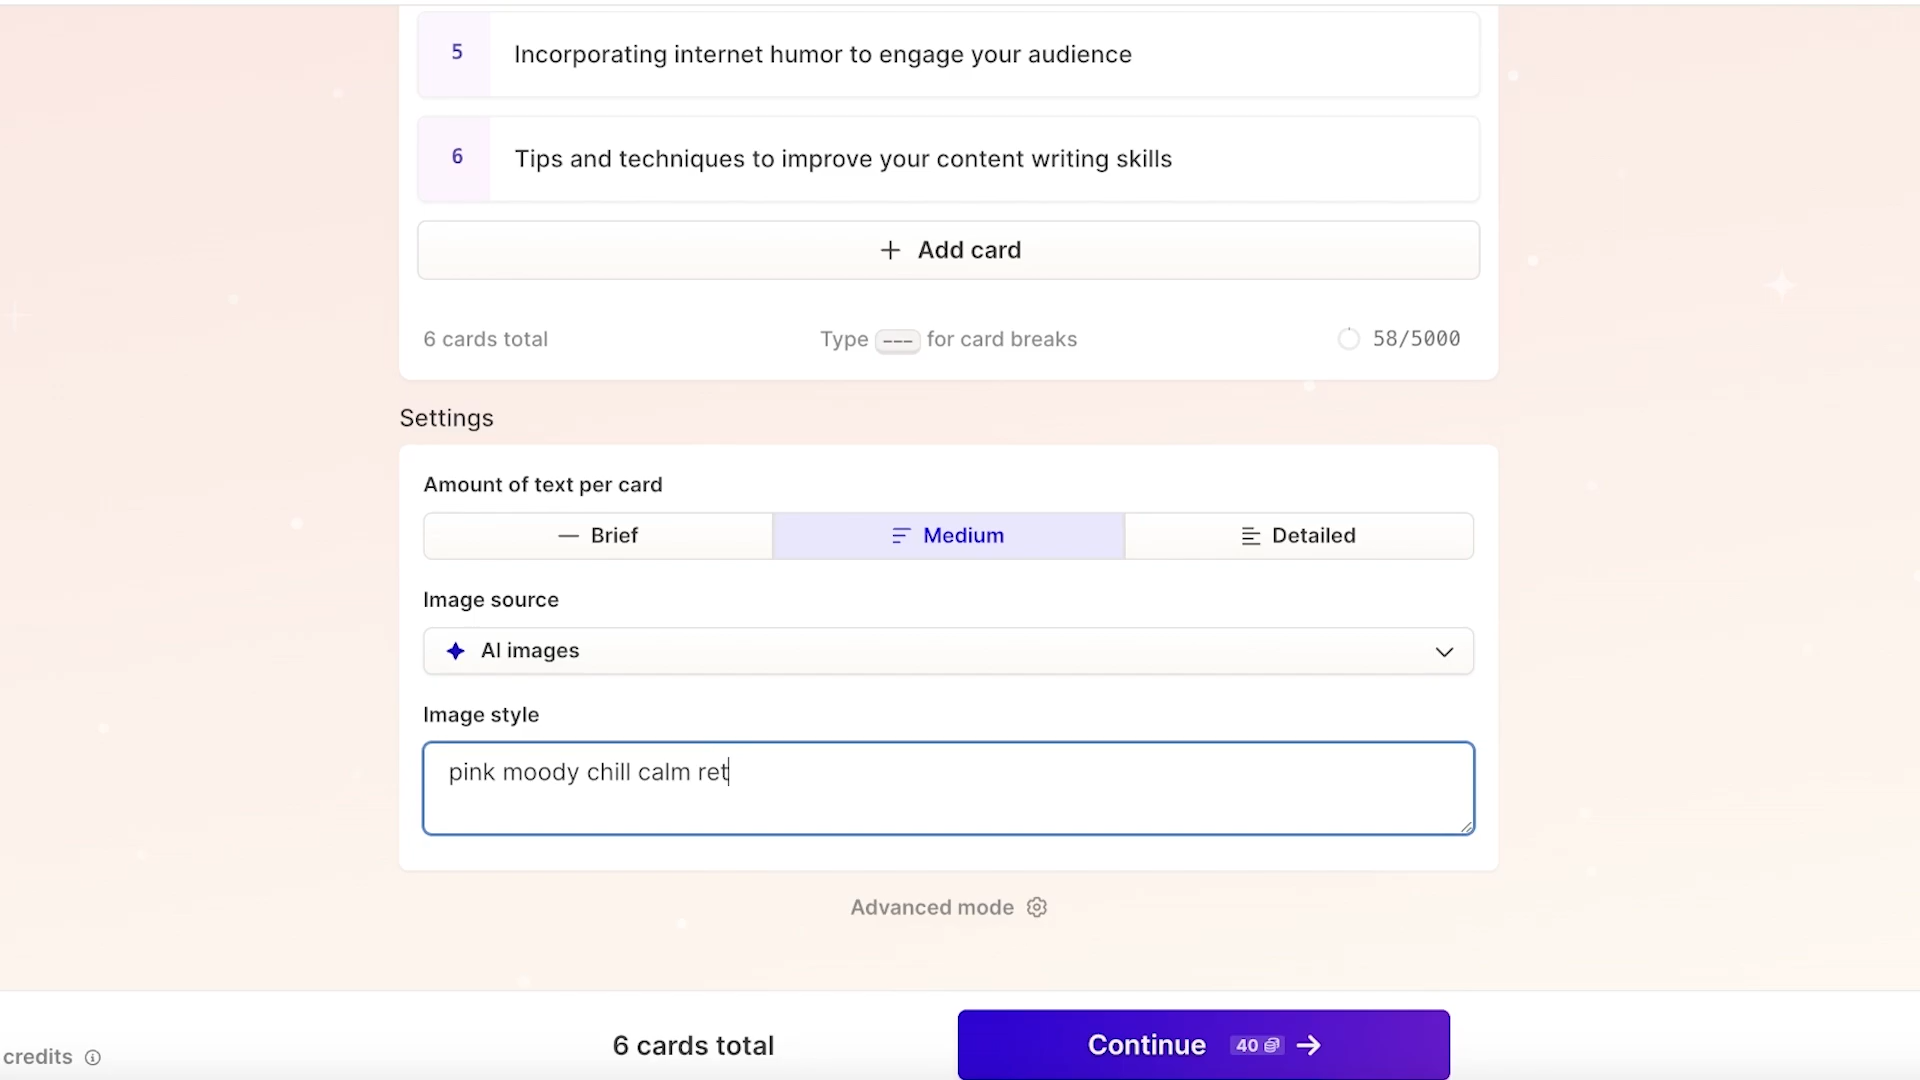 5 Incorporating internet humor to engage your audience
6 Tips and techniques to improve your content writing skills
+ Add card
6 cards total Type --- for card breaks 58/5000
Settings
Amount of text per card
Brief Medium Detailed
Image source
AI images
Image style
pink moody chill calm ret
Advanced mode
credits 6 cards total Continue 40